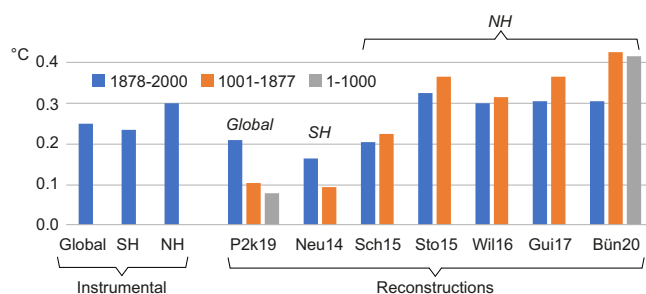 NH
°C
0.4
1878-2000 1001-1877 1-1000
0.3
Global SH
0.2
0.1
0.0
Global SH NH P2k19 Neu14 Sch15 Sto15 Wil16 Gui17 Bün20
Instrumental Reconstructions